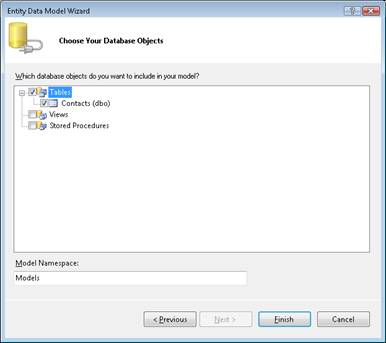 Entity Data Model Wizard
Choose Your Database Objects
Which database objects do you want to include in your model?
Tables
Contacts (dbo)
Views
Stored Procedures
Model Namespace:
Models
< Previous
Next >
Finish
Cancel